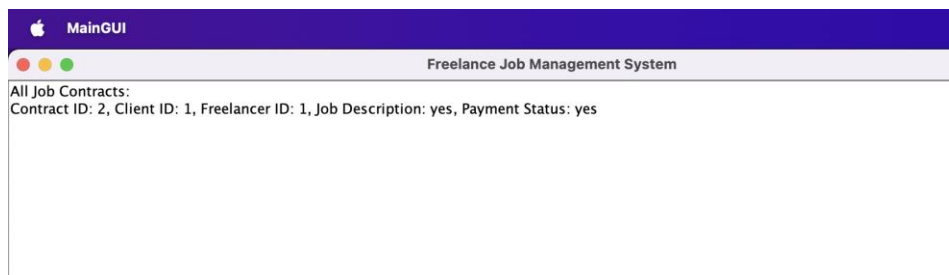 MainGUI
Freelance Job Management System
All Job Contracts:
Contract ID: 2, Client ID: 1, Freelancer ID: 1, Job Description: yes, Payment Status: yes